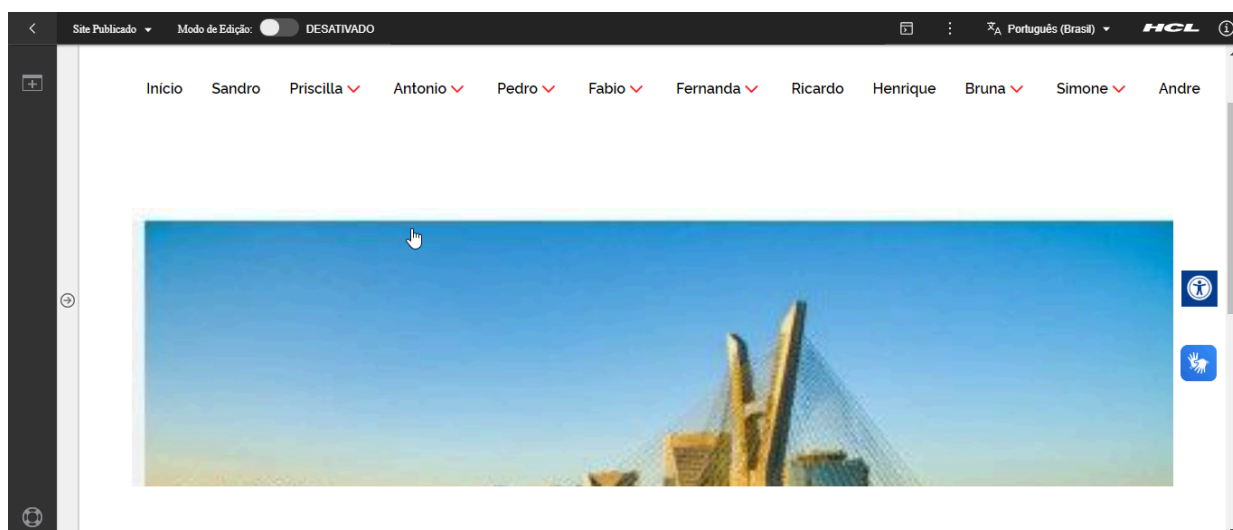 Site Publicado Modo de Edição: DESATIVADO Português (Brasil) HCL
Início Sandro Priscilla Antonio Pedro Fabio Fernanda Ricardo Henrique Bruna Simone Andre